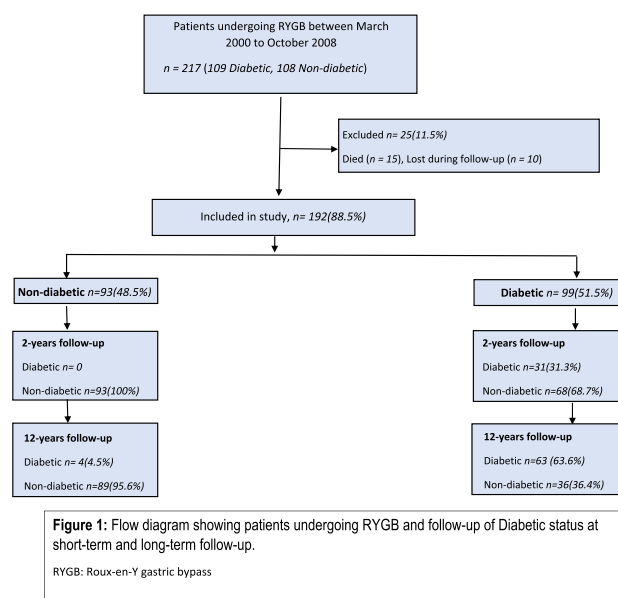 Patients undergoing RYGB between March
2000 to October 2008
n = 217 (109 Diabetic, 108 Non-diabetic)
Excluded n= 25(11.5%)
Died (n = 15), Lost during follow-up (n = 10)
Included in study, n= 192(88.5%)
Non-diabetic n=93(48.5%)
Diabetic n= 99(51.5%)
2-years follow-up
Diabetic n= 0
Non-diabetic n=93(100%)
2-years follow-up
Diabetic n=31(31.3%)
Non-diabetic n=68(68.7%)
12-years follow-up
Diabetic n= 4(4.5%)
Non-diabetic n=89(95.6%)
12-years follow-up
Diabetic n=63 (63.6%)
Non-diabetic n=36(36.4%)
Figure 1: Flow diagram showing patients undergoing RYGB and follow-up of Diabetic status at
short-term and long-term follow-up.
RYGB: Roux-en-Y gastric bypass